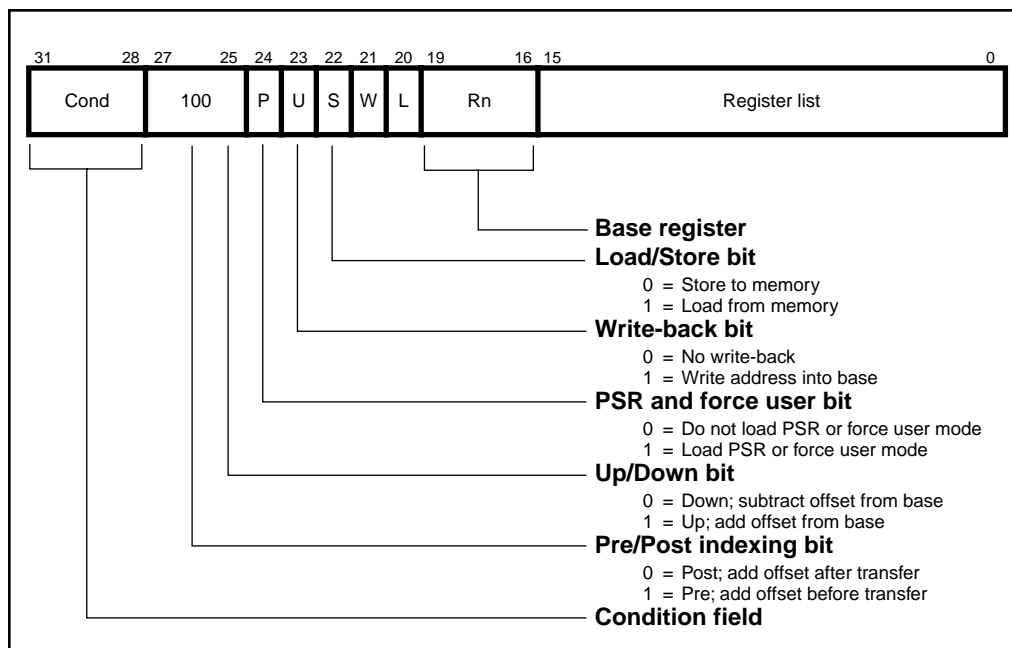 31 28 27 25 24 23 22 21 20 19 16 15 0
Cond 100 P U S W L Rn Register list
Base register
Load/Store bit
0 = Store to memory
1 = Load from memory
Write-back bit
0 = No write-back
1 = Write address into base
PSR and force user bit
0 = Do not load PSR or force user mode
1 = Load PSR or force user mode
Up/Down bit
0 = Down; subtract offset from base
1 = Up; add offset from base
Pre/Post indexing bit
0 = Post; add offset after transfer
1 = Pre; add offset before transfer
Condition field